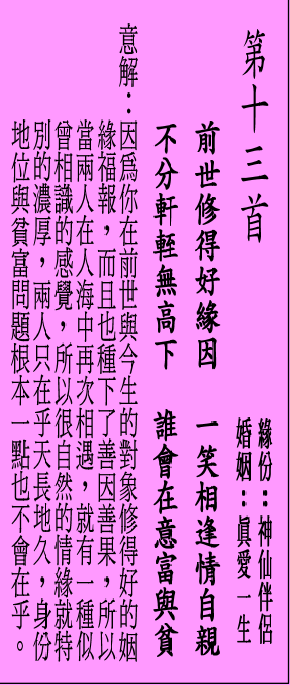 第十三首
緣份：神仙伴侶
婚姻：真愛一生
前世修得好緣因　一笑相逢情自親
不分軒輊無高下　誰會在意富與貧
意解：因為你在前世與今生的對象修得好的姻
緣福報，而且也種下了善因善果，所以
當兩人在人海中再次相遇，就有一種似
曾相識的感覺，所以很自然的情緣就特
別的濃厚，兩人只在乎天長地久，身份
地位與貧富問題根本一點也不會在乎。